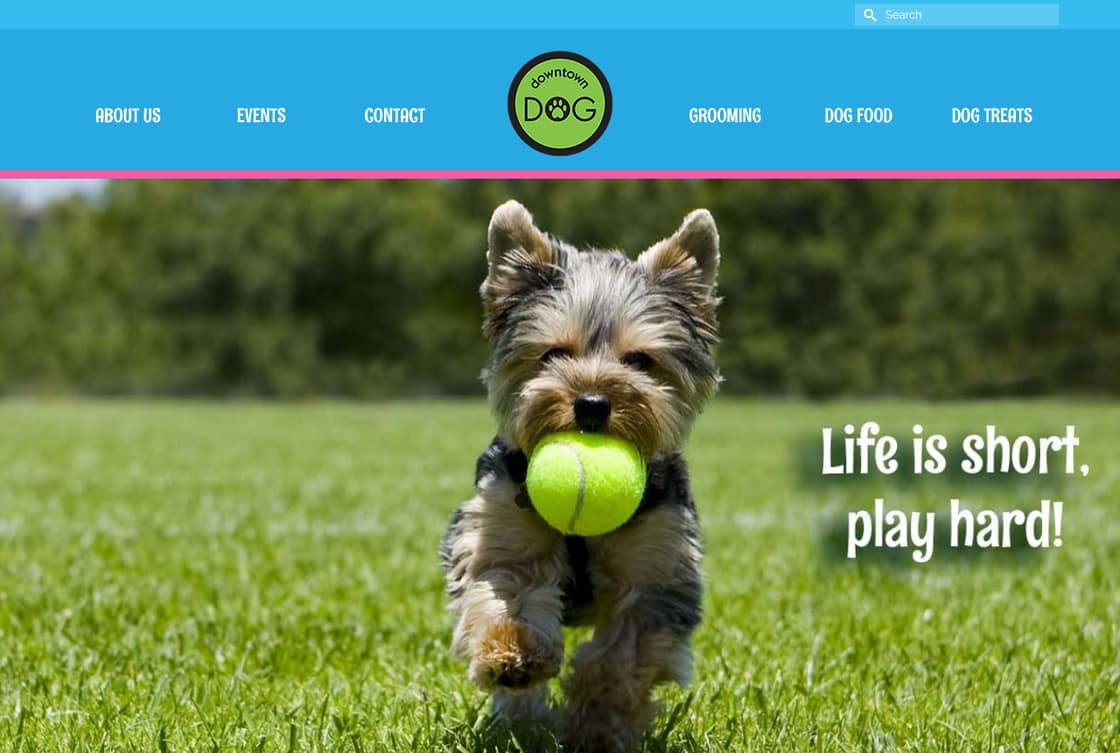 Search
downtown
DOG
ABOUT US
EVENTS
CONTACT
GROOMING
DOG FOOD
DOG TREATS
Life is short,
play hard!